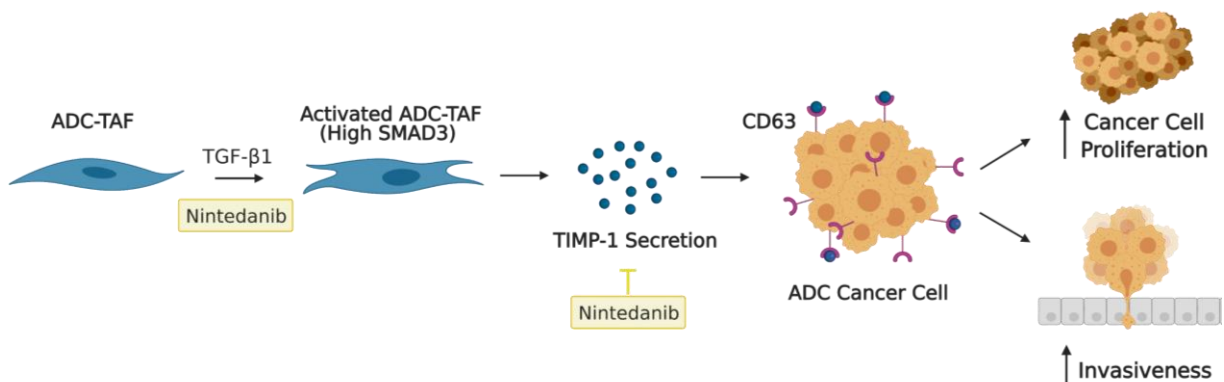 ADC-TAF
TGF-β1
Nintedanib
Activated ADC-TAF
(High SMAD3)
TIMP-1 Secretion
Nintedanib
CD63
ADC Cancer Cell
Cancer Cell
Proliferation
Invasiveness